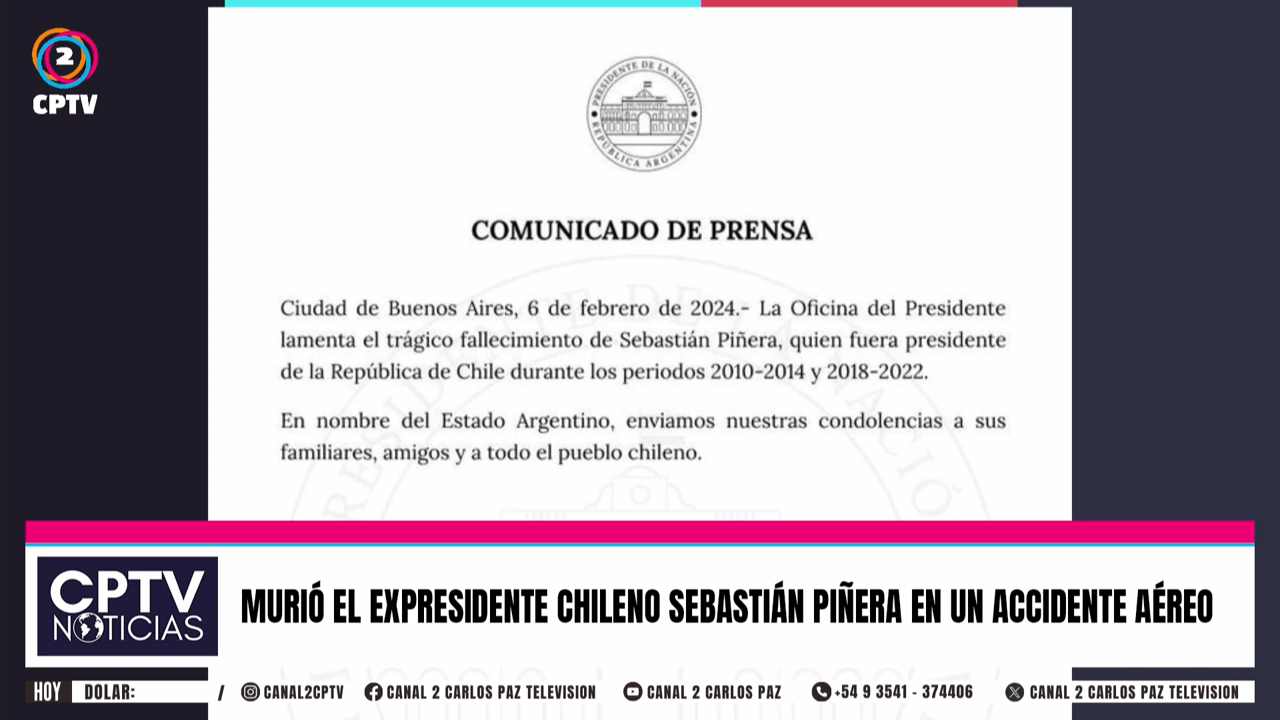 2
CPTV
PRESIDENTE DE LA NACIÓN
REPÚBLICA ARGENTINA
COMUNICADO DE PRENSA
Ciudad de Buenos Aires, 6 de febrero de 2024.- La Oficina del Presidente
lamenta el trágico fallecimiento de Sebastián Piñera, quien fuera presidente
de la República de Chile durante los periodos 2010-2014 y 2018-2022.
En nombre del Estado Argentino, enviamos nuestras condolencias a sus
familiares, amigos y a todo el pueblo chileno.
CPTV
NOTICIAS
MURIÓ EL EXPRESIDENTE CHILENO SEBASTIÁN PIÑERA EN UN ACCIDENTE AÉREO
HOY DOLAR: / CANAL2CPTV CANAL 2 CARLOS PAZ TELEVISION CANAL 2 CARLOS PAZ +54 9 3541 - 374406 CANAL 2 CARLOS PAZ TELEVISION